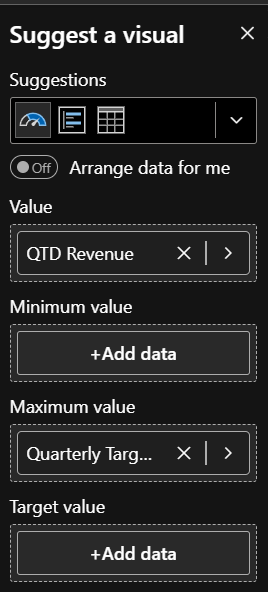 Suggest a visual
Suggestions
Off Arrange data for me
Value
QTD Revenue
Minimum value
+Add data
Maximum value
Quarterly Targ...
Target value
+Add data